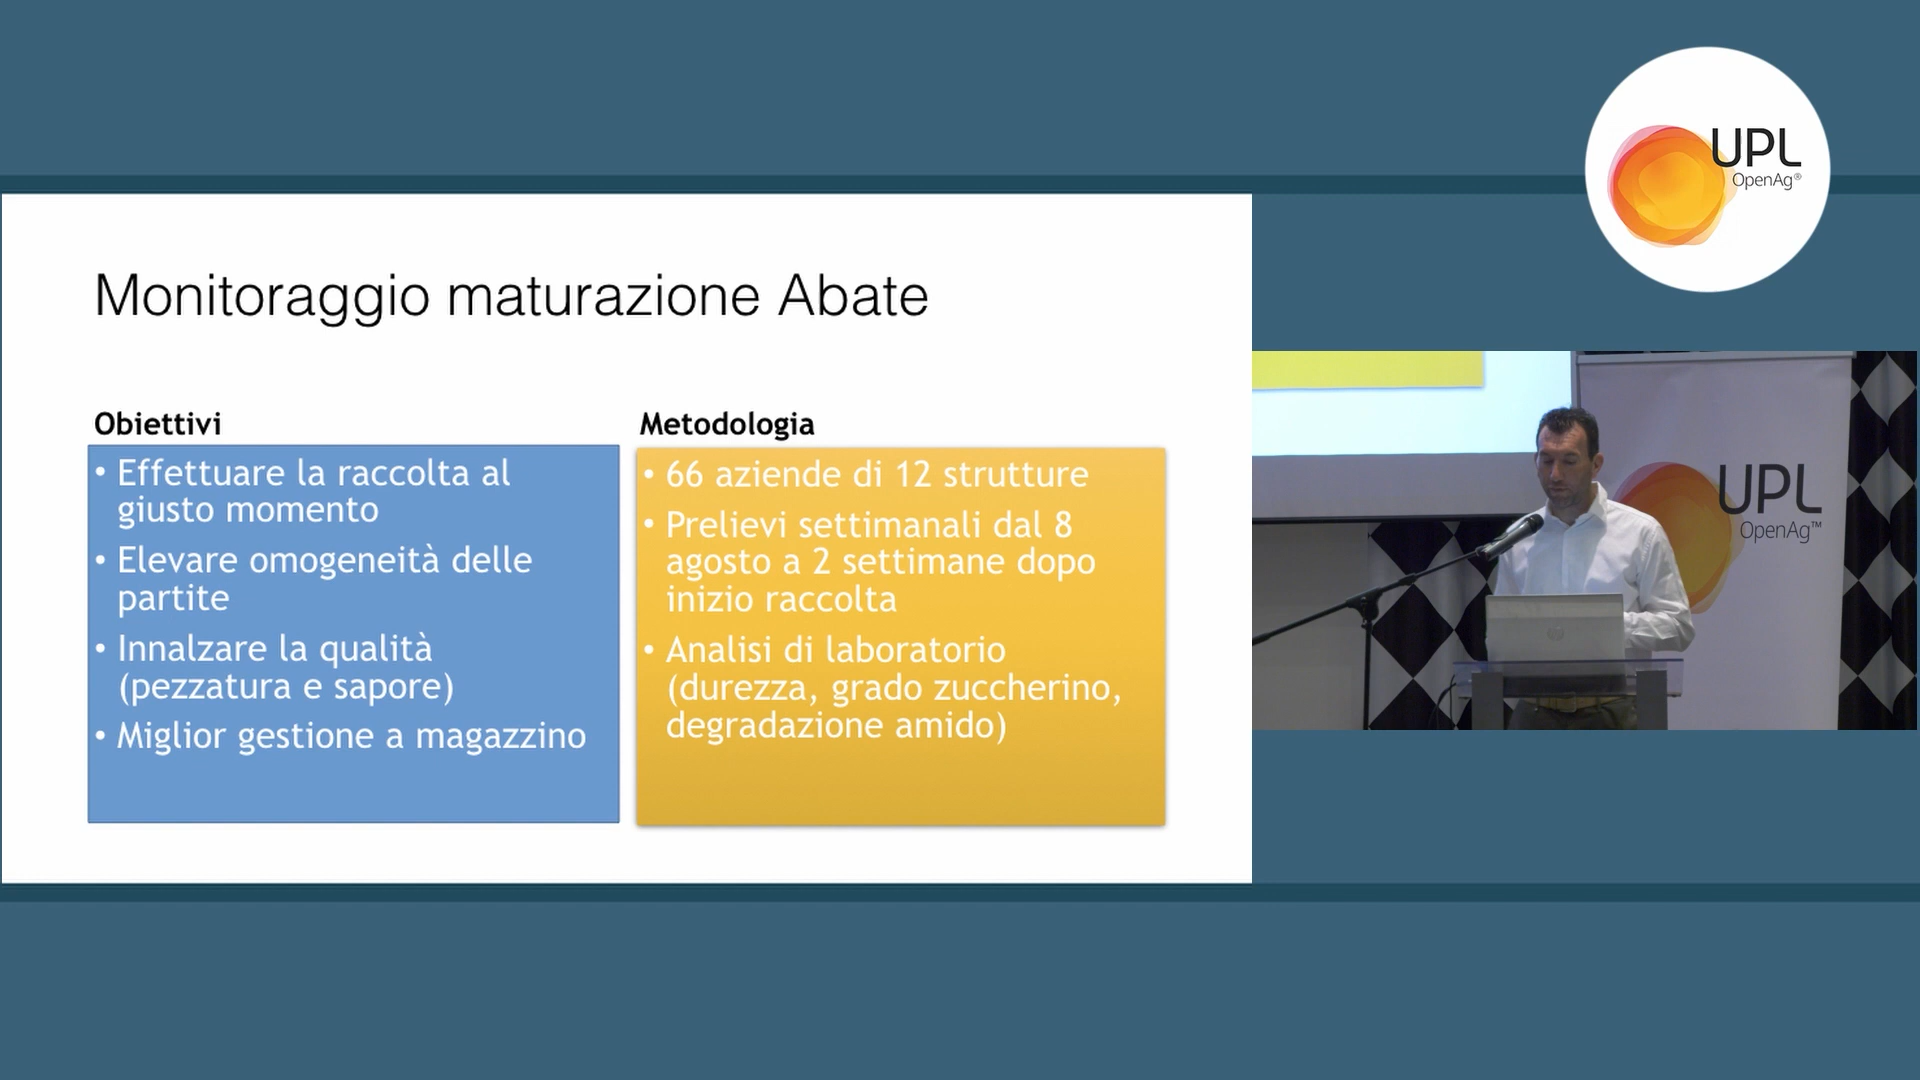 UPL
OpenAg®
Monitoraggio maturazione Abate
Obiettivi
• Effettuare la raccolta al
giusto momento
• Elevare omogeneità delle
partite
• Innalzare la qualità
(pezzatura e sapore)
• Miglior gestione a magazzino
Metodologia
• 66 aziende di 12 strutture
• Prelievi settimanali dal 8
agosto a 2 settimane dopo
inizio raccolta
• Analisi di laboratorio
(durezza, grado zuccherino,
degradazione amido)
UPL
OpenAg™